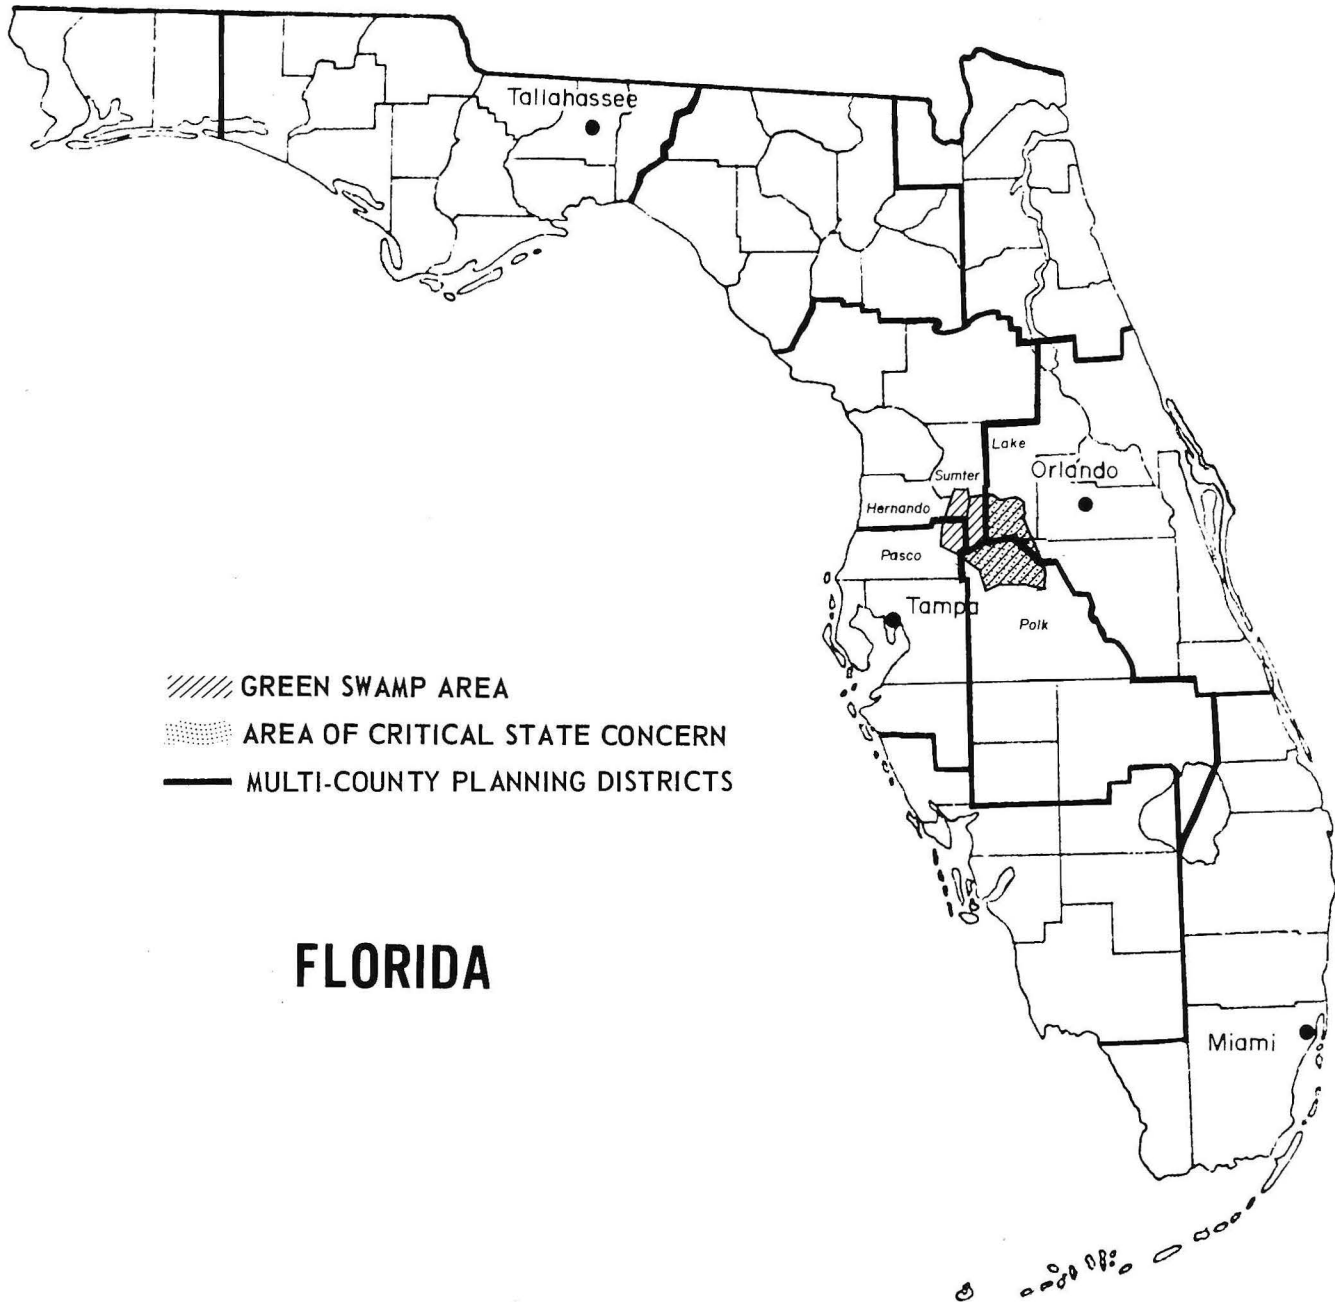 Tallahassee
Lake
Orlando
Sumter
Hernando
Pasco
Tampa
Polk
GREEN SWAMP AREA
AREA OF CRITICAL STATE CONCERN
MULTI-COUNTY PLANNING DISTRICTS
FLORIDA
Miami